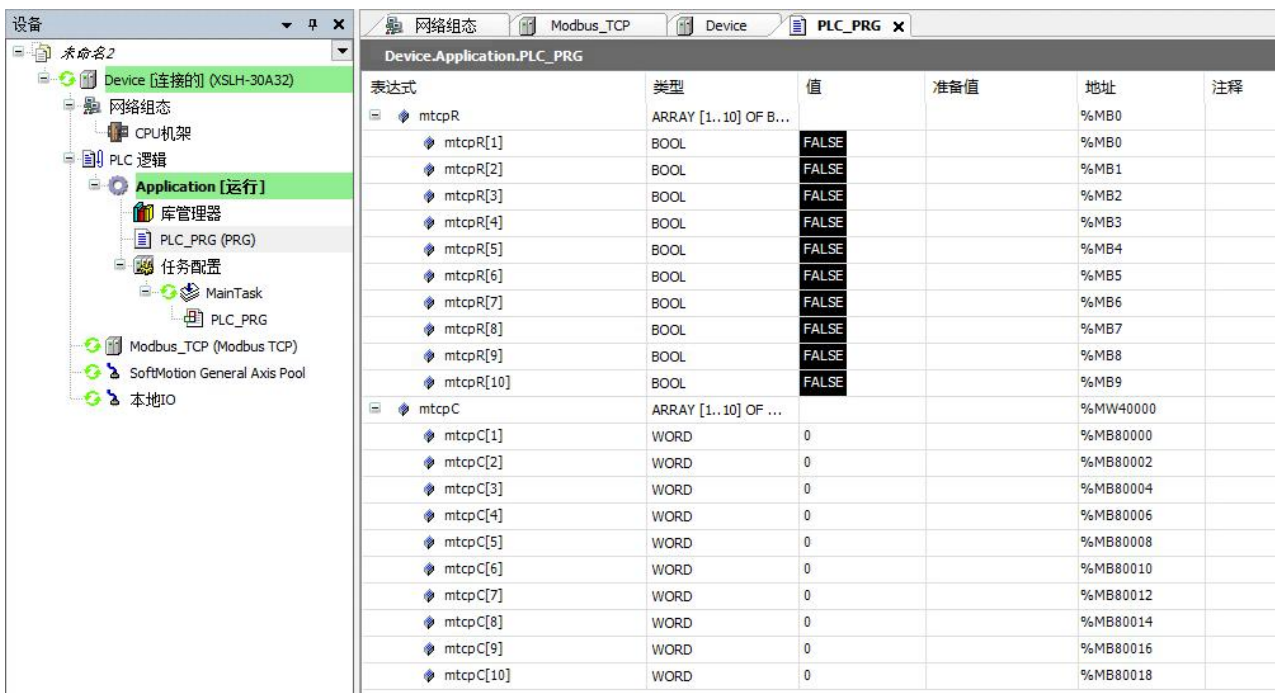 设备
未命名2
Device [连接的] (XSLH-30A32)
网络组态
CPU机架
PLC 逻辑
Application [运行]
库管理器
PLC_PRG (PRG)
任务配置
MainTask
PLC_PRG
Modbus_TCP (Modbus TCP)
SoftMotion General Axis Pool
本地IO
网络组态 Modbus_TCP Device PLC_PRG
Device.Application.PLC_PRG
表达式 类型 值 准备值 地址 注释
mtcpR ARRAY [1..10] OF B... %MB0
mtcpR[1] BOOL FALSE %MB0
mtcpR[2] BOOL FALSE %MB1
mtcpR[3] BOOL FALSE %MB2
mtcpR[4] BOOL FALSE %MB3
mtcpR[5] BOOL FALSE %MB4
mtcpR[6] BOOL FALSE %MB5
mtcpR[7] BOOL FALSE %MB6
mtcpR[8] BOOL FALSE %MB7
mtcpR[9] BOOL FALSE %MB8
mtcpR[10] BOOL FALSE %MB9
mtcpC ARRAY [1..10] OF ... %MW40000
mtcpC[1] WORD 0 %MB80000
mtcpC[2] WORD 0 %MB80002
mtcpC[3] WORD 0 %MB80004
mtcpC[4] WORD 0 %MB80006
mtcpC[5] WORD 0 %MB80008
mtcpC[6] WORD 0 %MB80010
mtcpC[7] WORD 0 %MB80012
mtcpC[8] WORD 0 %MB80014
mtcpC[9] WORD 0 %MB80016
mtcpC[10] WORD 0 %MB80018